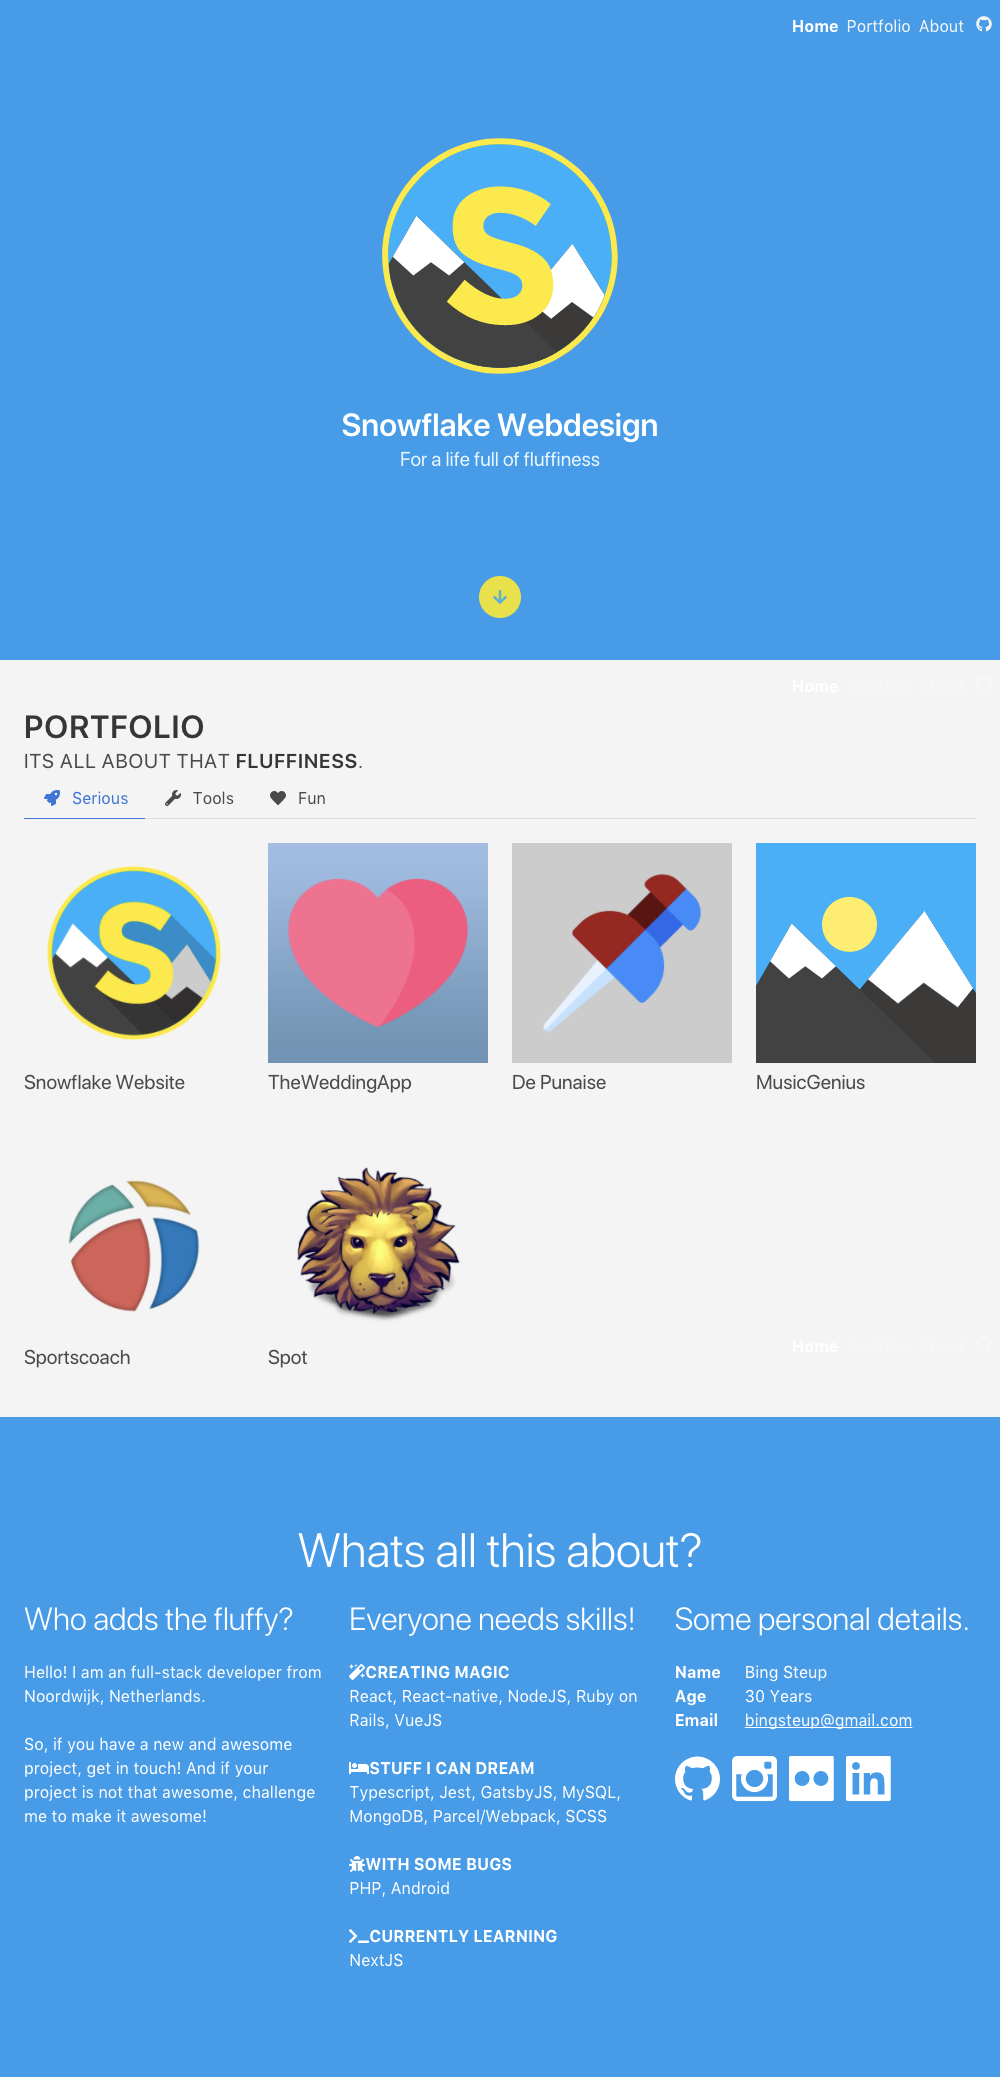 Home Portfolio About
S
Snowflake Webdesign
For a life full of fluffiness
Home Portfolio About
PORTFOLIO
ITS ALL ABOUT THAT FLUFFINESS.
Serious Tools Fun
S
Snowflake Website
TheWeddingApp
De Punaise
MusicGenius
Sportscoach
Spot
Home Portfolio About
Whats all this about?
Who adds the fluffy?
Hello! I am an full-stack developer from
Noordwijk, Netherlands.
So, if you have a new and awesome
project, get in touch! And if your
project is not that awesome, challenge
me to make it awesome!
Everyone needs skills!
CREATING MAGIC
React, React-native, NodeJS, Ruby on
Rails, VueJS
STUFF I CAN DREAM
Typescript, Jest, GatsbyJS, MySQL,
MongoDB, Parcel/Webpack, SCSS
WITH SOME BUGS
PHP, Android
CURRENTLY LEARNING
NextJS
Some personal details.
Name Bing Steup
Age 30 Years
Email bingsteup@gmail.com
in